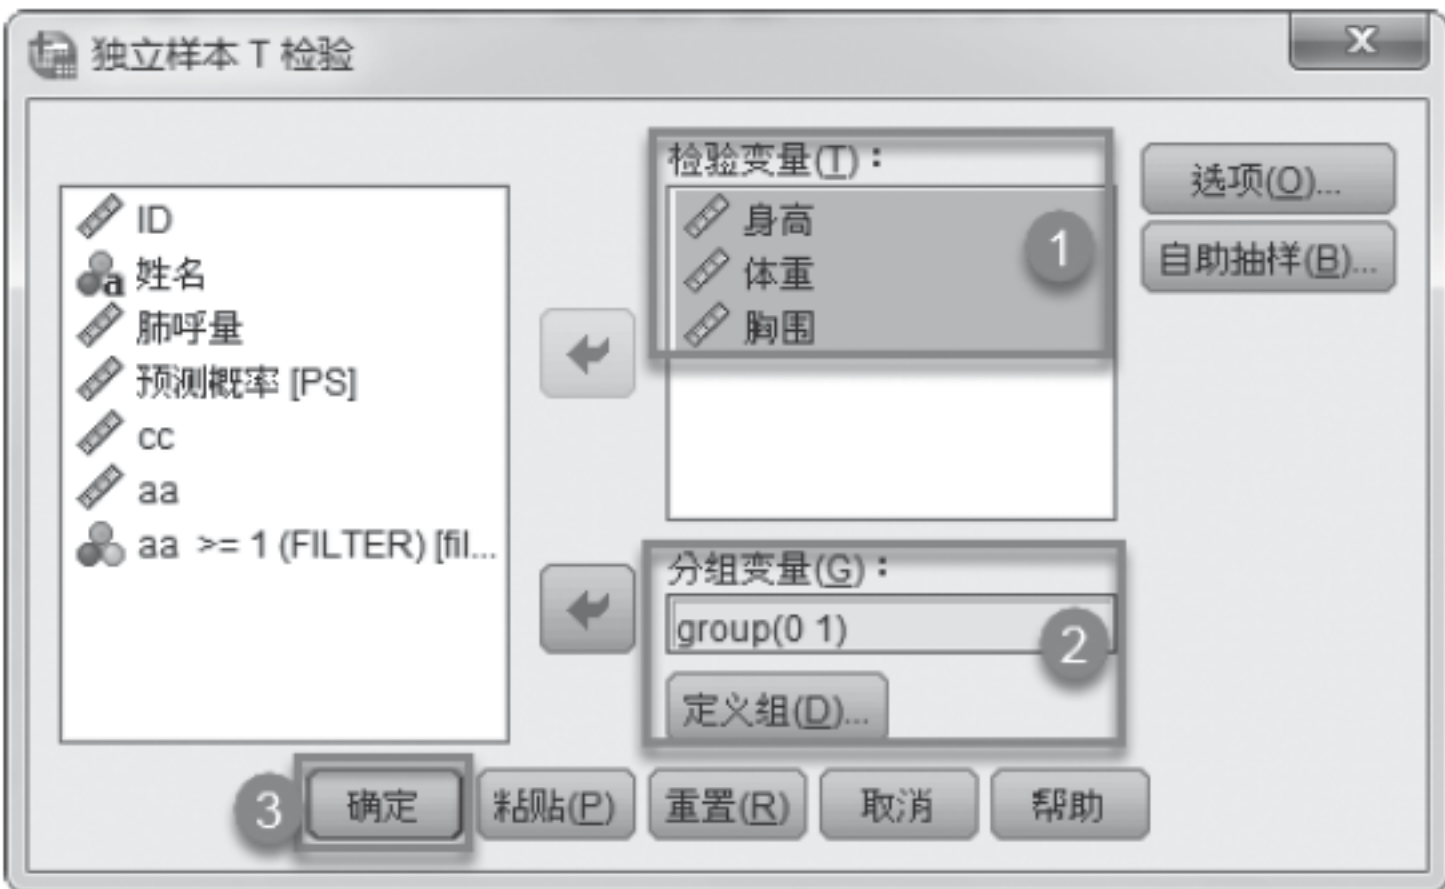 独立样本 T 检验
ID
姓名
肺呼量
预测概率 [PS]
cc
aa
aa >= 1 (FILTER) [fil...
检验变量(T)：
身高
体重
胸围
1
选项(O)...
自助抽样(B)...
分组变量(G)：
group(0 1)
2
定义组(D)...
3
确定
粘贴(P)
重置(R)
取消
帮助